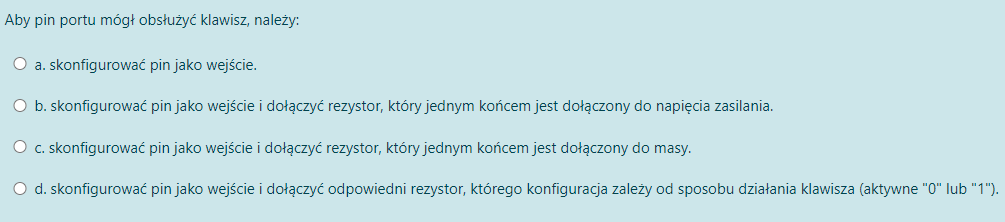 Aby pin portu mógł obsłużyć klawisz, należy:
a. skonfigurować pin jako wejście.
b. skonfigurować pin jako wejście i dołączyć rezystor, który jednym końcem jest dołączony do napięcia zasilania.
c. skonfigurować pin jako wejście i dołączyć rezystor, który jednym końcem jest dołączony do masy.
d. skonfigurować pin jako wejście i dołączyć odpowiedni rezystor, którego konfiguracja zależy od sposobu działania klawisza (aktywne "0" lub "1").